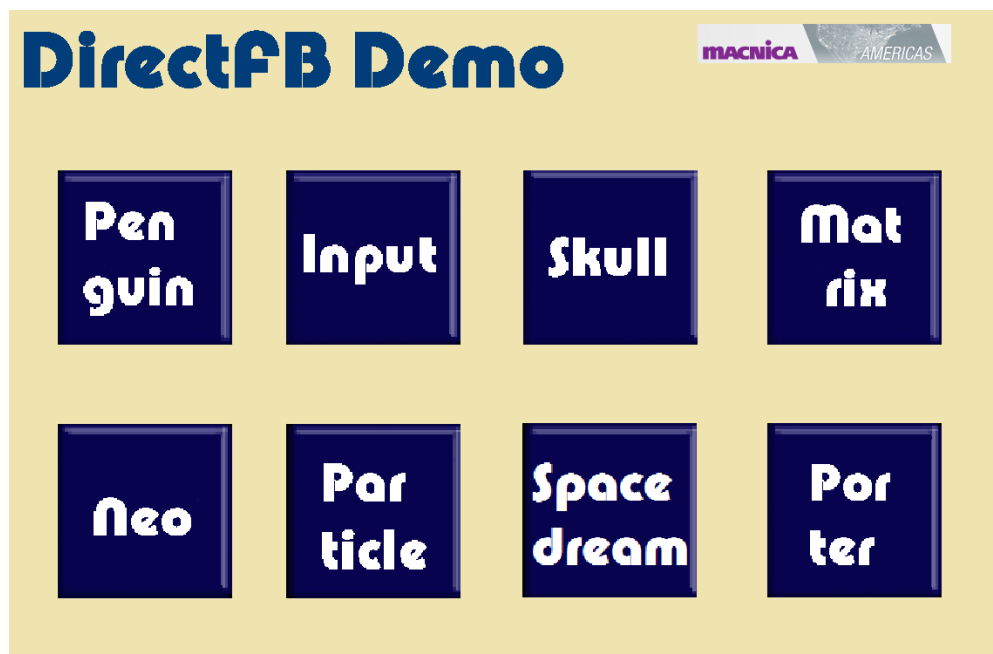 DirectFB Demo
MACNICA
AMERICAS
Pen
guin
Input
Skull
Mat
rix
Neo
Par
ticle
Space
dream
Por
ter